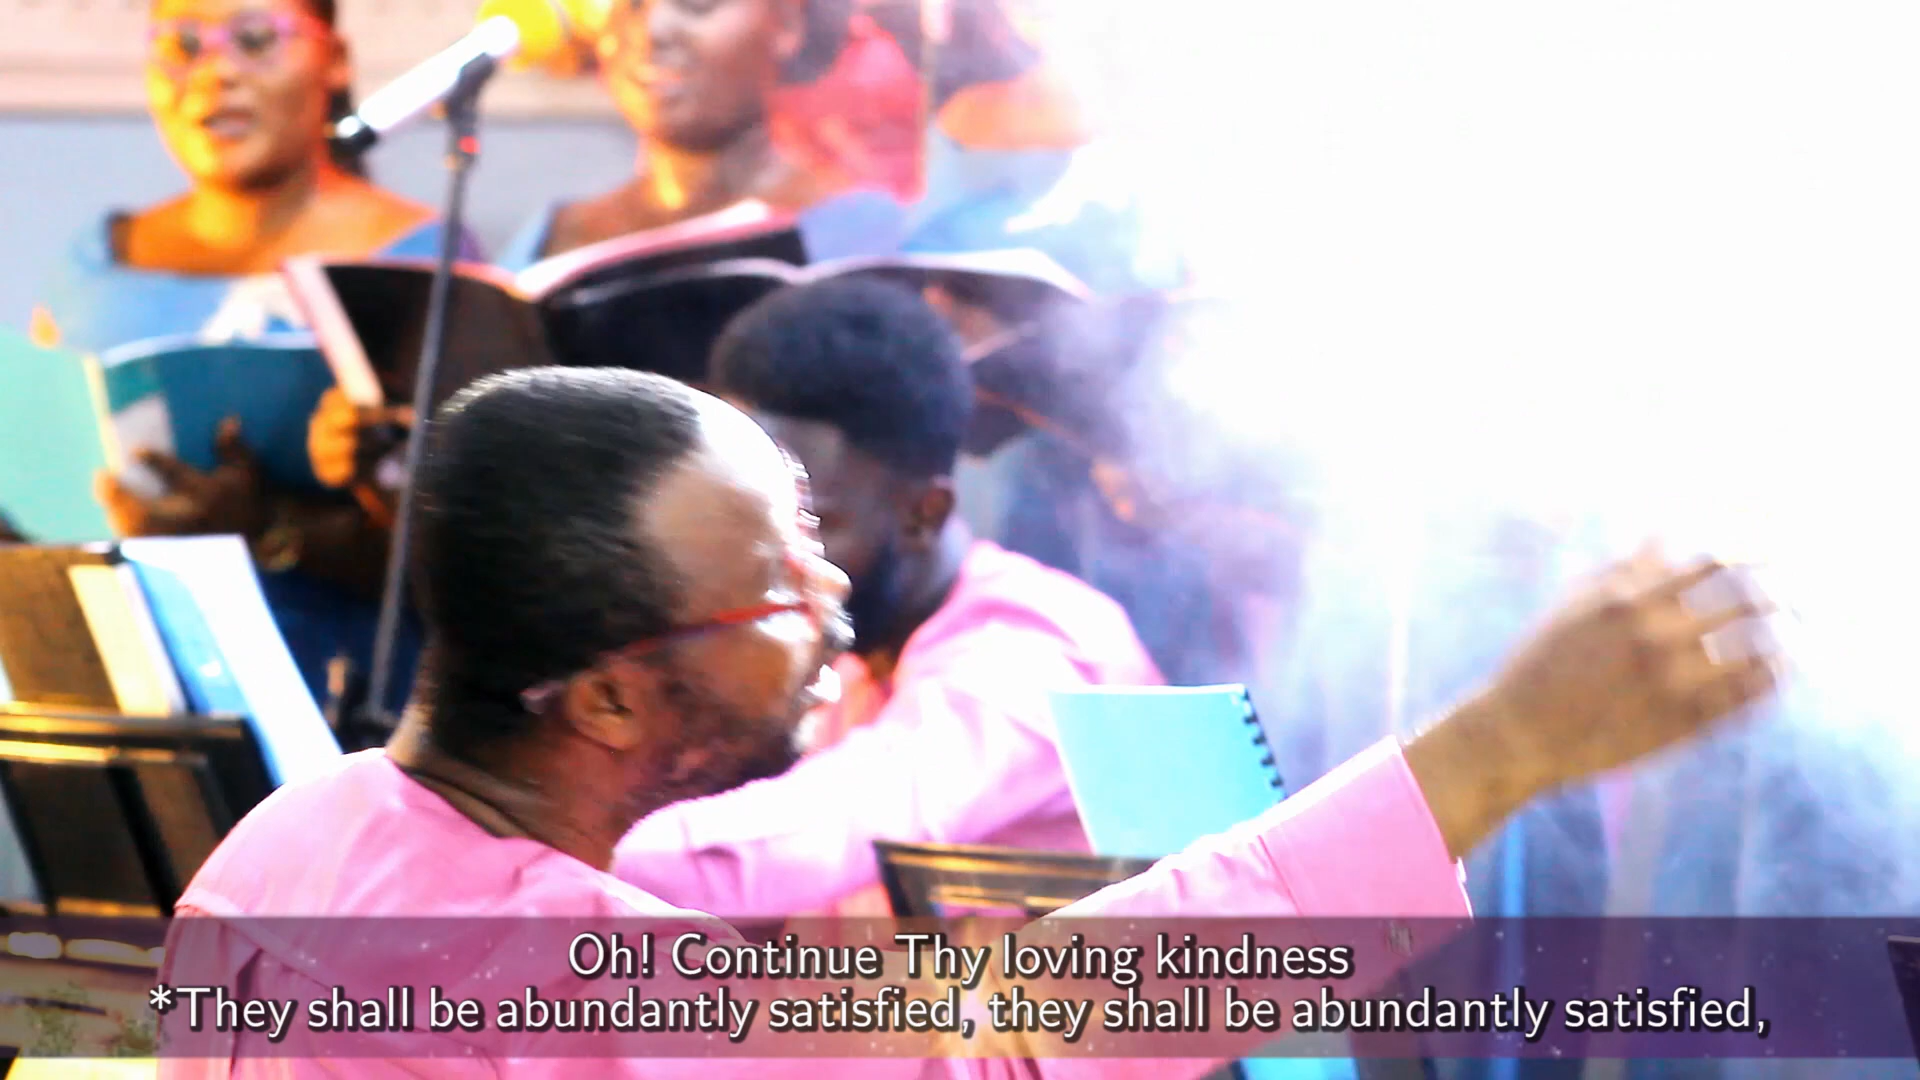 Oh! Continue Thy loving kindness
*They shall be abundantly satisfied, they shall be abundantly satisfied,